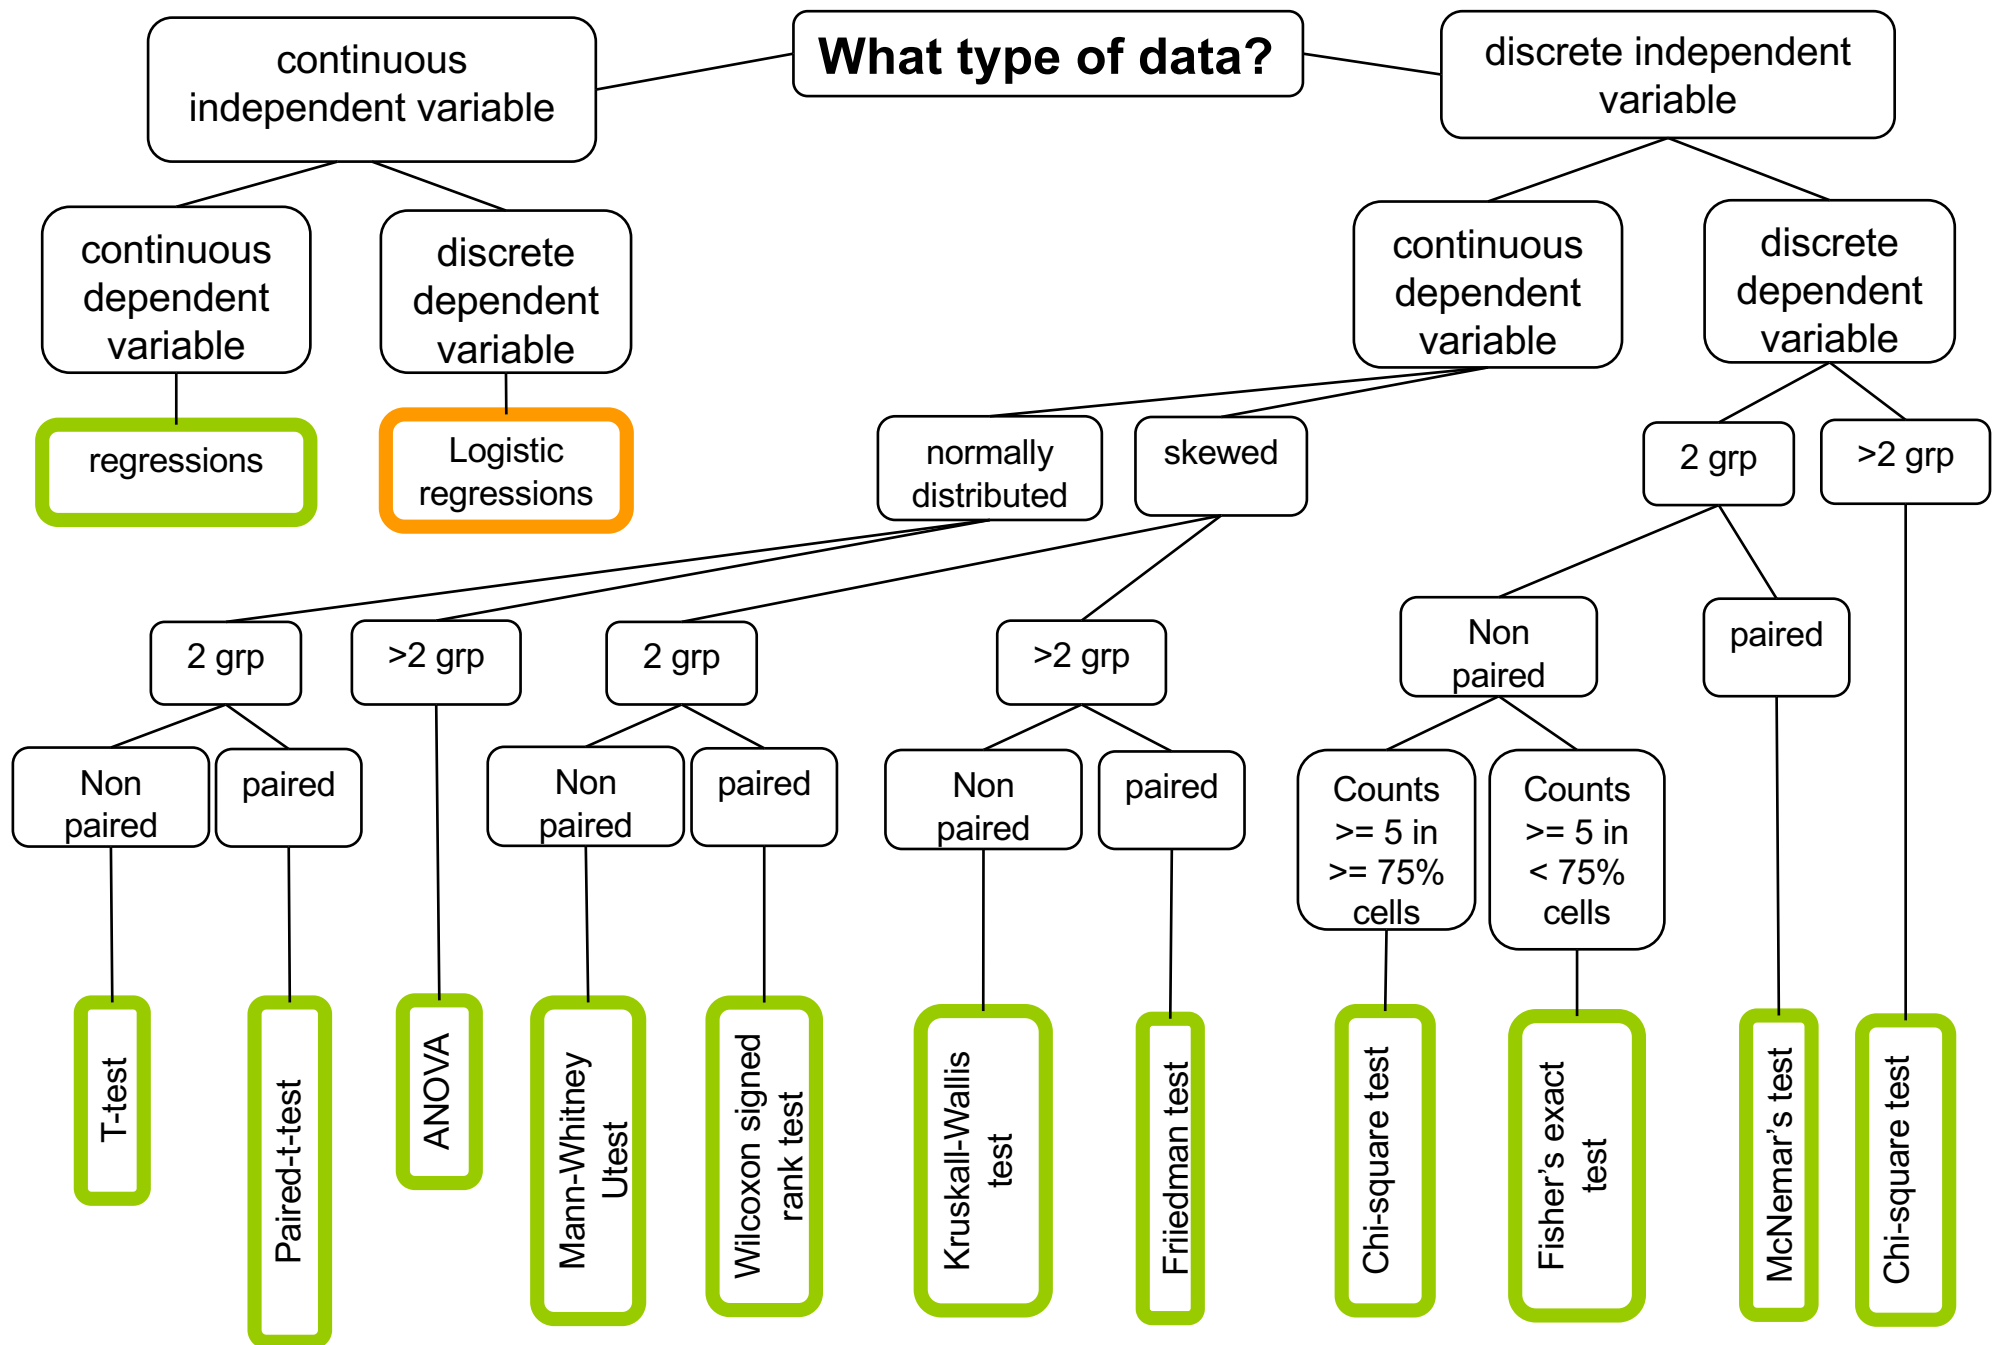 What type of data?
continuous
independent variable
discrete independent
variable
continuous
dependent
variable
discrete
dependent
variable
continuous
dependent
variable
discrete
dependent
variable
regressions
Logistic
regressions
normally
distributed
skewed
2 grp
>2 grp
2 grp
>2 grp
2 grp
>2 grp
Non
paired
paired
Non
paired
paired
Non
paired
paired
Non
paired
paired
Counts
>= 5 in
>= 75%
cells
Counts
>= 5 in
< 75%
cells
T-test
Paired-t-test
ANOVA
Mann-Whitney
Utest
Wilcoxon signed
rank test
Kruskall-Wallis
test
Friiedman test
Chi-square test
Fisher’s exact
test
McNemar’s test
Chi-square test